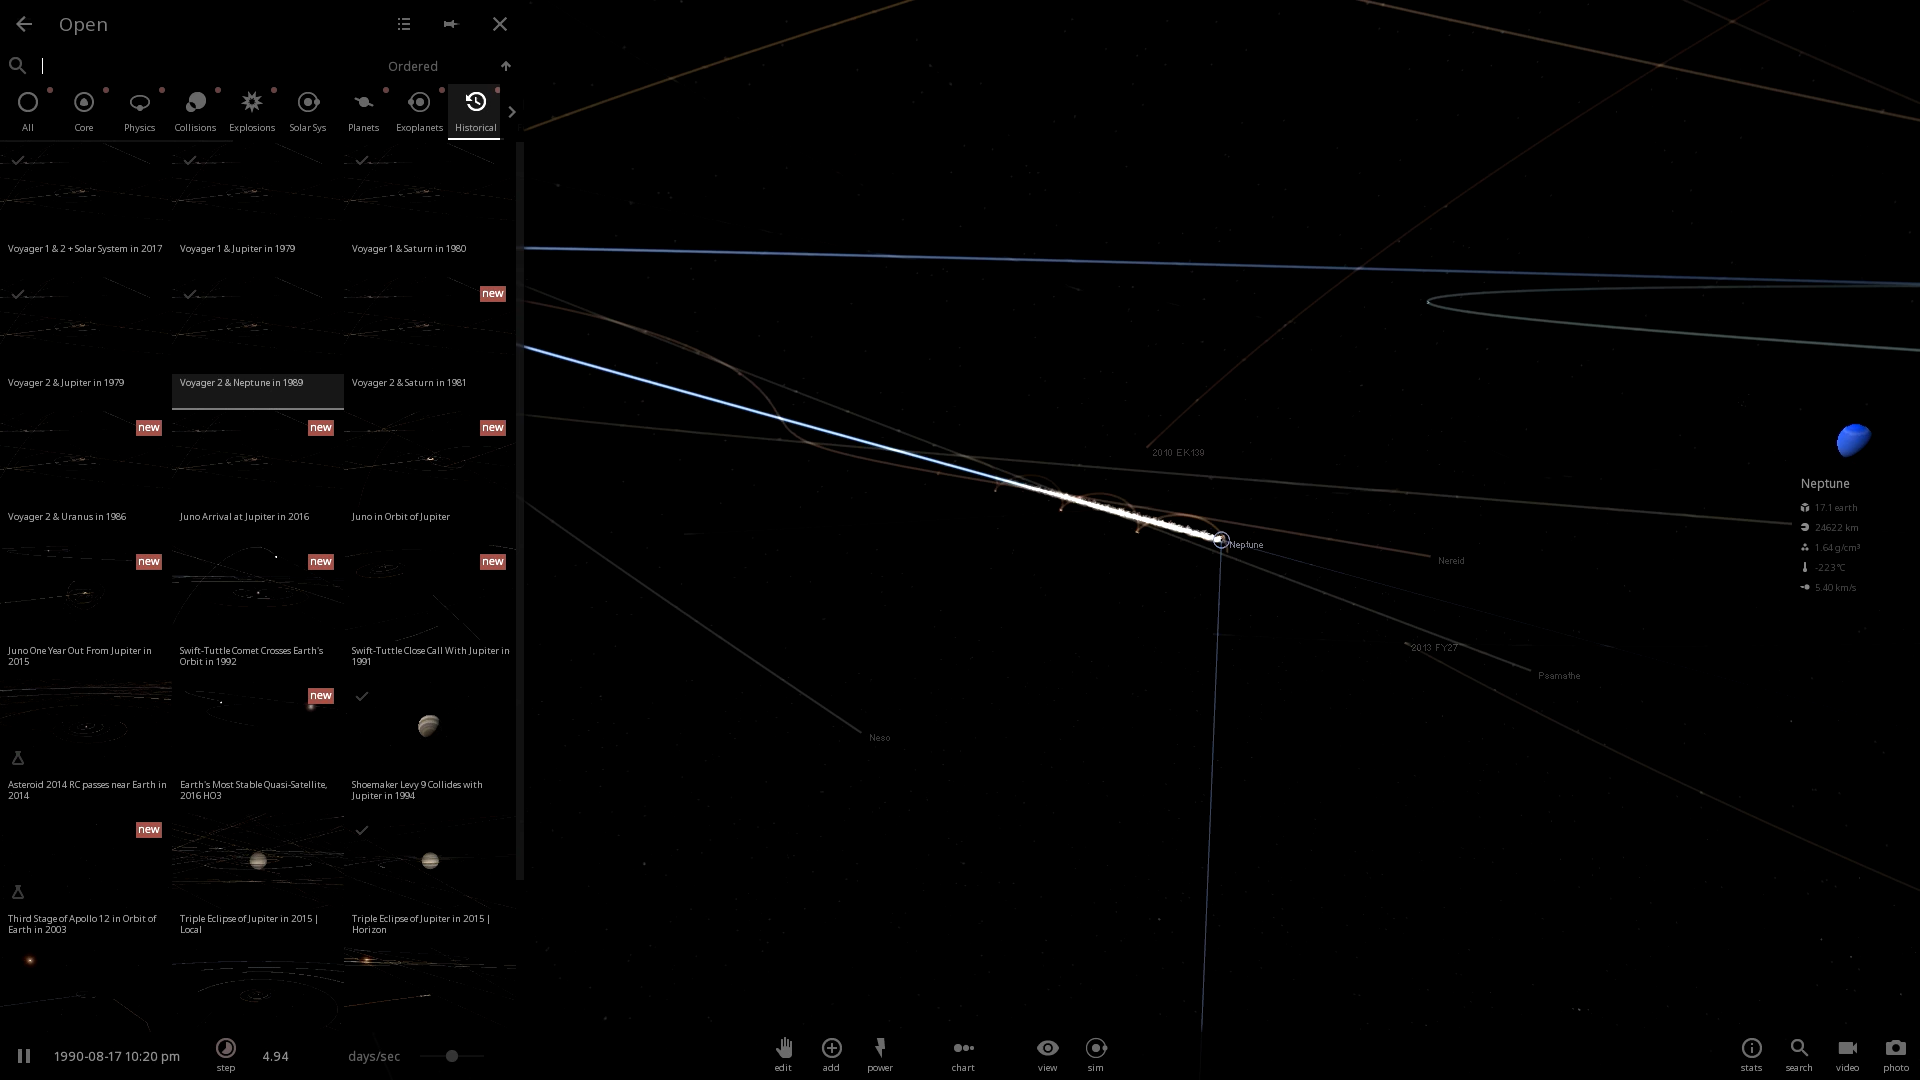 Open
Ordered
All
Core
Physics
Collisions
Explosions
Solar Sys
Planets
Exoplanets
Historical
Voyager 1 & 2 + Solar System in 2017
Voyager 1 & Jupiter in 1979
Voyager 1 & Saturn in 1980
new
Voyager 2 & Jupiter in 1979
Voyager 2 & Neptune in 1989
Voyager 2 & Saturn in 1981
new
new
new
Voyager 2 & Uranus in 1986
Juno Arrival at Jupiter in 2016
Juno in Orbit of Jupiter
new
new
new
Juno One Year Out From Jupiter in
2015
Swift-Tuttle Comet Crosses Earth's
Orbit in 1992
Swift-Tuttle Close Call With Jupiter in
1991
new
Asteroid 2014 RC passes near Earth in
2014
Earth's Most Stable Quasi-Satellite,
2016 HO3
Shoemaker Levy 9 Collides with
Jupiter in 1994
new
Third Stage of Apollo 12 in Orbit of
Earth in 2003
Triple Eclipse of Jupiter in 2015 |
Local
Triple Eclipse of Jupiter in 2015 |
Horizon
2010 EK139
Neptune
Nereid
2013 FY27
Psamathe
Neso
Neptune
17.1 earth
24622 km
1.64 g/cm³
-223°C
5.40 km/s
1990-08-17 10:20 pm
step
4.94
days/sec
edit
add
power
chart
view
sim
stats
search
video
photo